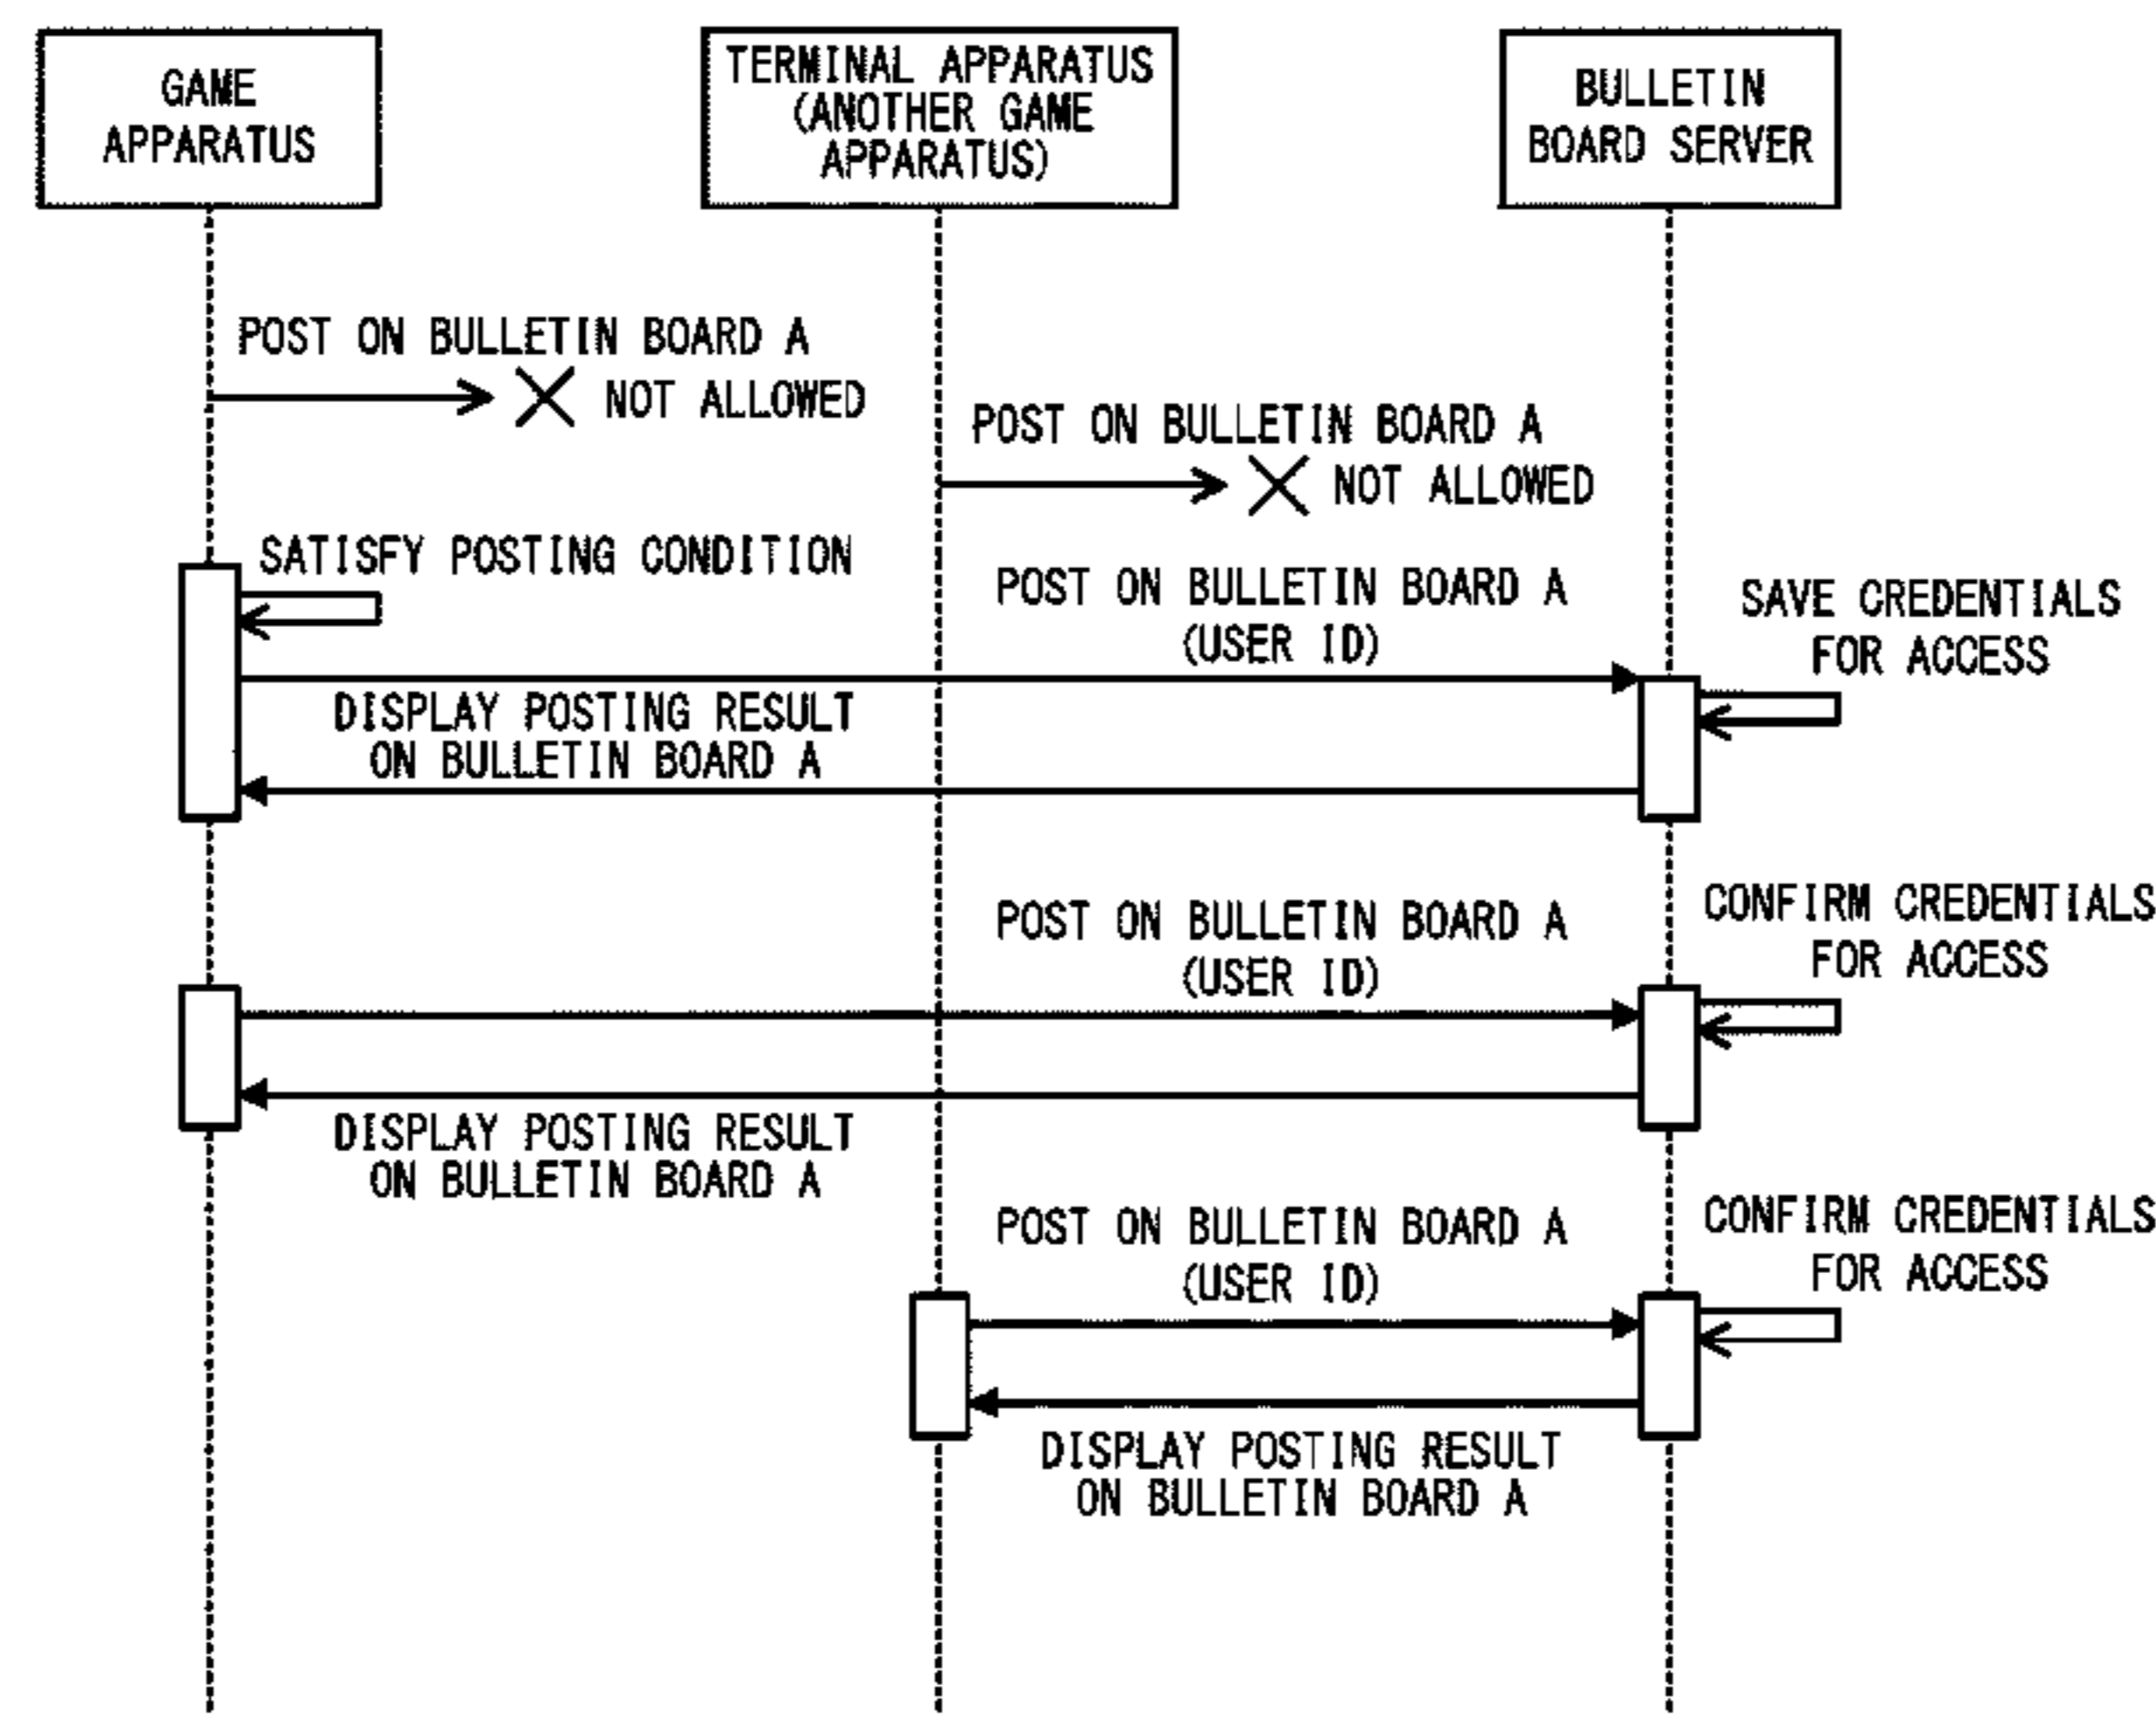 GAME
APPARATUS
TERMINAL APPARATUS
(ANOTHER GAME
APPARATUS)
BULLETIN
BOARD SERVER
POST ON BULLETIN BOARD A
NOT ALLOWED
POST ON BULLETIN BOARD A
NOT ALLOWED
SATISFY POSTING CONDITION
POST ON BULLETIN BOARD A
(USER ID)
SAVE CREDENTIALS
FOR ACCESS
DISPLAY POSTING RESULT
ON BULLETIN BOARD A
POST ON BULLETIN BOARD A
(USER ID)
CONFIRM CREDENTIALS
FOR ACCESS
DISPLAY POSTING RESULT
ON BULLETIN BOARD A
POST ON BULLETIN BOARD A
(USER ID)
CONFIRM CREDENTIALS
FOR ACCESS
DISPLAY POSTING RESULT
ON BULLETIN BOARD A